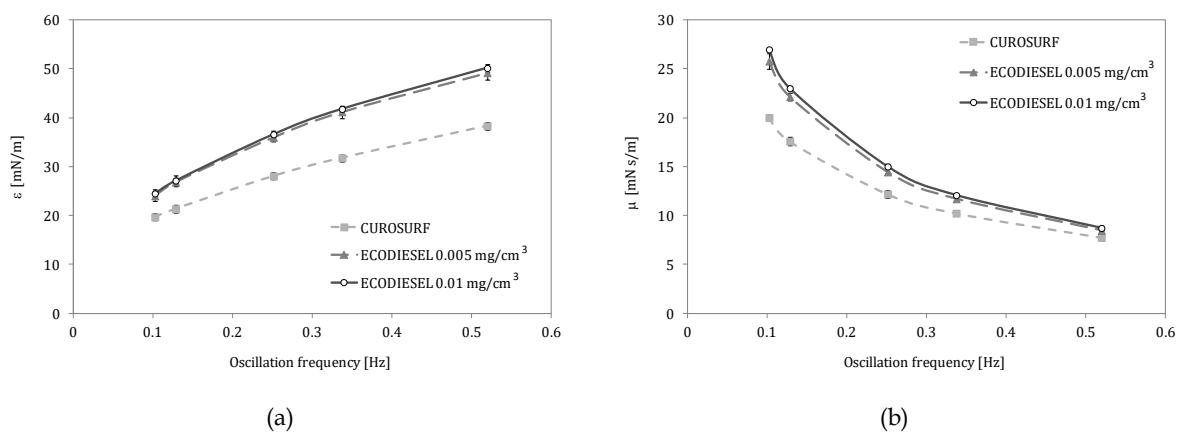 60
50
40
30
20
10
0
ε [mN/m]
CUROSURF
ECODIESEL 0.005 mg/cm³
ECODIESEL 0.01 mg/cm³
0 0.1 0.2 0.3 0.4 0.5 0.6
Oscillation frequency [Hz]
(a)
30
25
20
15
10
5
0
μ [mN s/m]
CUROSURF
ECODIESEL 0.005 mg/cm³
ECODIESEL 0.01 mg/cm³
0 0.1 0.2 0.3 0.4 0.5 0.6
Oscillation frequency [Hz]
(b)